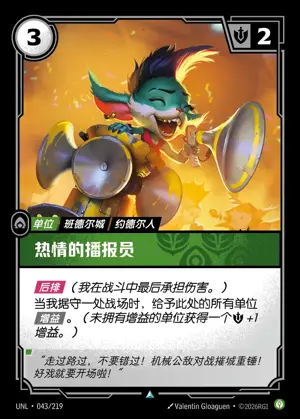 3
2
单位 班德尔城 约德尔人
热情的播报员
后排 （我在战斗中最后承担伤害。）
当我据守一处战场时，给予此处的所有单位
增益 。（未拥有增益的单位获得一个 +1
增益。）
“走过路过，不要错过！机械公敌对战摧城重锤！
好戏就要开场啦！”
UNL • 043/219
Valentin Gloaguen • ©2026RGI